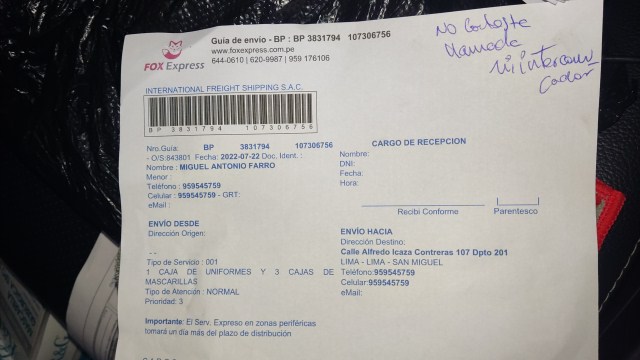 Guía de envio - BP : BP 3831794 107306756
www.foxexpress.com.pe
644-0610 | 620-9987 | 959 176106
FOX Express
No
llamada
ni intercomu
cador
INTERNATIONAL FREIGHT SHIPPING S.A.C.
BP 3831794 107306756
Nro.Guía: BP 3831794 107306756
- O/S:843801 Fecha: 2022-07-22 Doc. Ident. :
Nombre : MIGUEL ANTONIO FARRO
Menor :
Teléfono : 959545759
Celular : 959545759 - GRT:
eMail :
CARGO DE RECEPCION
Nombre:
DNI:
Fecha:
Hora:
Recibi Conforme
Parentesco
ENVÍO DESDE
Dirección Origen:
- -
Tipo de Servicio : 001
1 CAJA DE UNIFORMES Y 3 CAJAS DE
MASCARILLAS
Tipo de Atención : NORMAL
Prioridad: 3
ENVÍO HACIA
Dirección Destino:
Calle Alfredo Icaza Contreras 107 Dpto 201
LIMA - LIMA - SAN MIGUEL
Teléfono:959545759
Celular:959545759
eMail:
Importante: El Serv. Expreso en zonas periféricas
tomará un día más del plazo de distribución